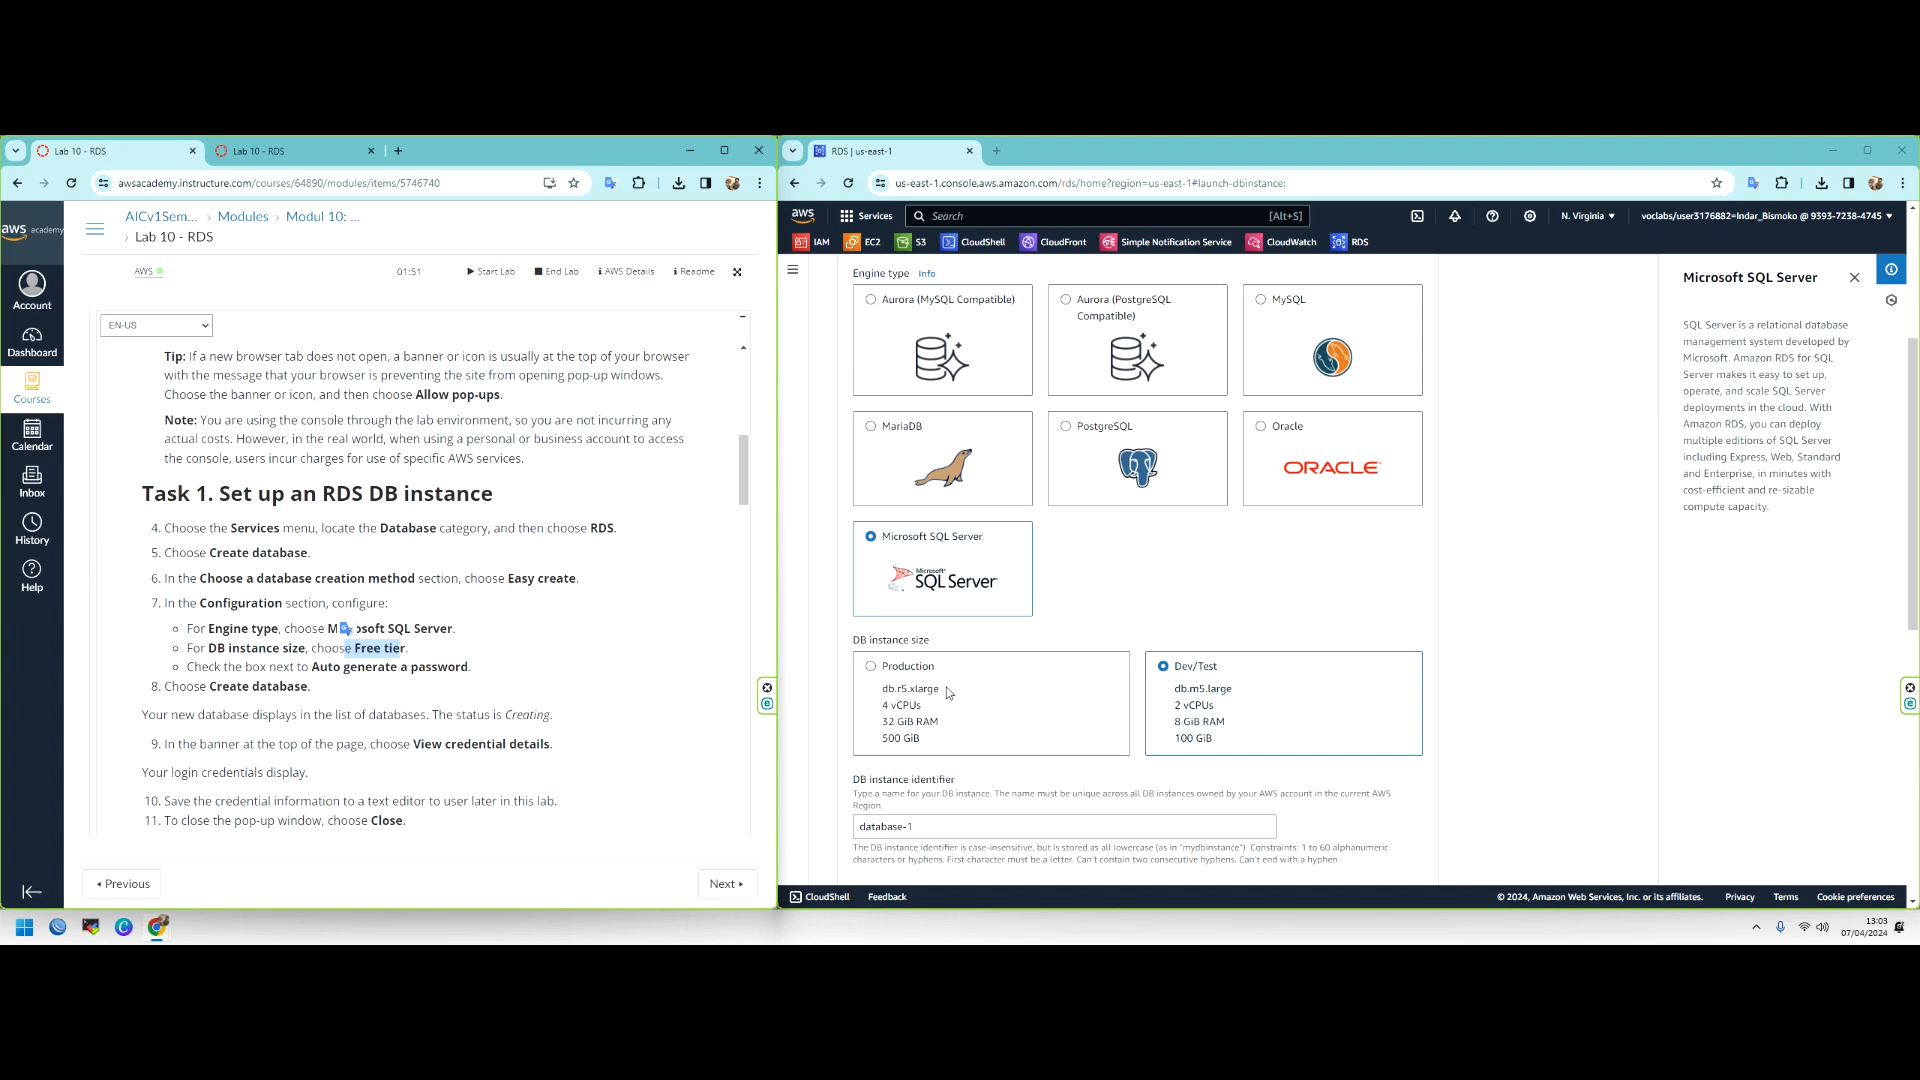 Lab 10 - RDS
Lab 10 - RDS
awsacademy.instructure.com/courses/64890/modules/items/5746740
aws academy
Account
Dashboard
Courses
Calendar
Inbox
History
Help
AICv1Sem... › Modules › Modul 10: ...
› Lab 10 - RDS
AWS
01:51
Start Lab
End Lab
AWS Details
Readme
EN-US
Tip: If a new browser tab does not open, a banner or icon is usually at the top of your browser
with the message that your browser is preventing the site from opening pop-up windows.
Choose the banner or icon, and then choose Allow pop-ups.
Note: You are using the console through the lab environment, so you are not incurring any
actual costs. However, in the real world, when using a personal or business account to access
the console, users incur charges for use of specific AWS services.
Task 1. Set up an RDS DB instance
4. Choose the Services menu, locate the Database category, and then choose RDS.
5. Choose Create database.
6. In the Choose a database creation method section, choose Easy create.
7. In the Configuration section, configure:
For Engine type, choose M osoft SQL Server.
For DB instance size, choose Free tier.
Check the box next to Auto generate a password.
8. Choose Create database.
Your new database displays in the list of databases. The status is Creating.
9. In the banner at the top of the page, choose View credential details.
Your login credentials display.
10. Save the credential information to a text editor to user later in this lab.
11. To close the pop-up window, choose Close.
Previous
Next
RDS | us-east-1
us-east-1.console.aws.amazon.com/rds/home?region=us-east-1#launch-dbinstance:
aws
Services
Search
[Alt+S]
N. Virginia
voclabs/user3176882=Indar_Bismoko @ 9393-7238-4745
IAM
EC2
S3
CloudShell
CloudFront
Simple Notification Service
CloudWatch
RDS
Engine type Info
Aurora (MySQL Compatible)
Aurora (PostgreSQL
Compatible)
MySQL
MariaDB
PostgreSQL
Oracle
ORACLE
Microsoft SQL Server
Microsoft
SQL Server
DB instance size
Production
db.r5.xlarge
4 vCPUs
32 GiB RAM
500 GiB
Dev/Test
db.m5.large
2 vCPUs
8 GiB RAM
100 GiB
DB instance identifier
Type a name for your DB instance. The name must be unique across all DB instances owned by your AWS account in the current AWS
Region.
database-1
The DB instance identifier is case-insensitive, but is stored as all lowercase (as in "mydbinstance"). Constraints: 1 to 60 alphanumeric
characters or hyphens. First character must be a letter. Can't contain two consecutive hyphens. Can't end with a hyphen.
Microsoft SQL Server
SQL Server is a relational database
management system developed by
Microsoft. Amazon RDS for SQL
Server makes it easy to set up,
operate, and scale SQL Server
deployments in the cloud. With
Amazon RDS, you can deploy
multiple editions of SQL Server
including Express, Web, Standard
and Enterprise, in minutes with
cost-efficient and re-sizable
compute capacity.
CloudShell
Feedback
© 2024, Amazon Web Services, Inc. or its affiliates.
Privacy
Terms
Cookie preferences
13:03
07/04/2024